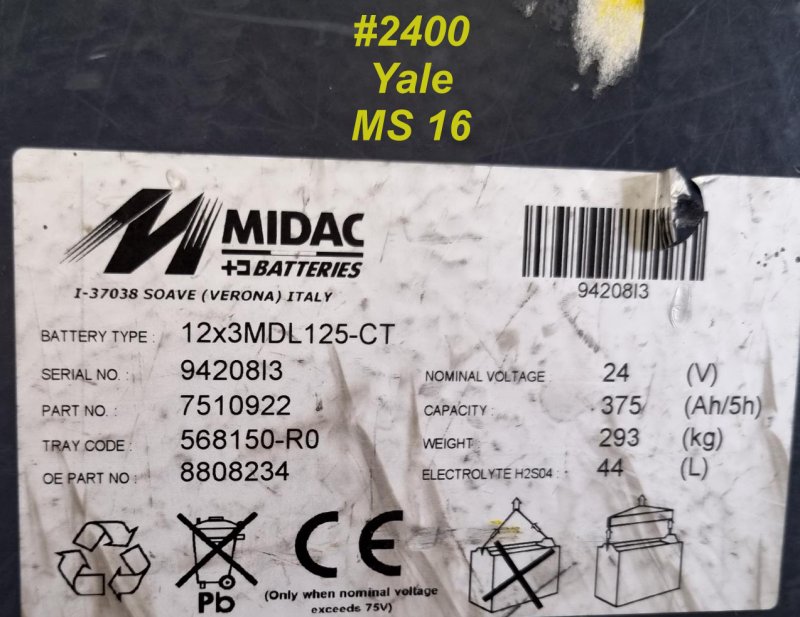 #2400
Yale
MS 16
MIDAC
BATTERIES
I-37038 SOAVE (VERONA) ITALY
94208I3
BATTERY TYPE : 12x3MDL125-CT
SERIAL NO. : 94208I3
PART NO. : 7510922
TRAY CODE : 568150-R0
OE PART NO : 8808234
NOMINAL VOLTAGE : 24 (V)
CAPACITY : 375 (Ah/5h)
WEIGHT : 293 (kg)
ELECTROLYTE H2S04 : 44 (L)
Pb
CE
(Only when nominal voltage
exceeds 75V)